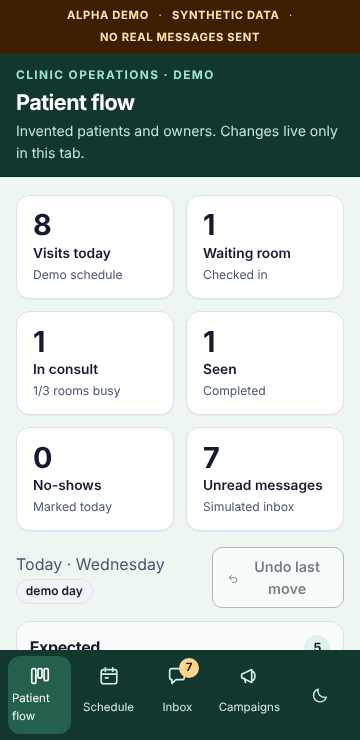 ALPHA DEMO · SYNTHETIC DATA ·
NO REAL MESSAGES SENT
CLINIC OPERATIONS · DEMO
Patient flow
Invented patients and owners. Changes live only
in this tab.
8
Visits today
Demo schedule
1
Waiting room
Checked in
1
In consult
1/3 rooms busy
1
Seen
Completed
0
No-shows
Marked today
7
Unread messages
Simulated inbox
Today · Wednesday
demo day
Undo last
move
Expected
5
Patient
flow
Schedule
7
Inbox
Campaigns